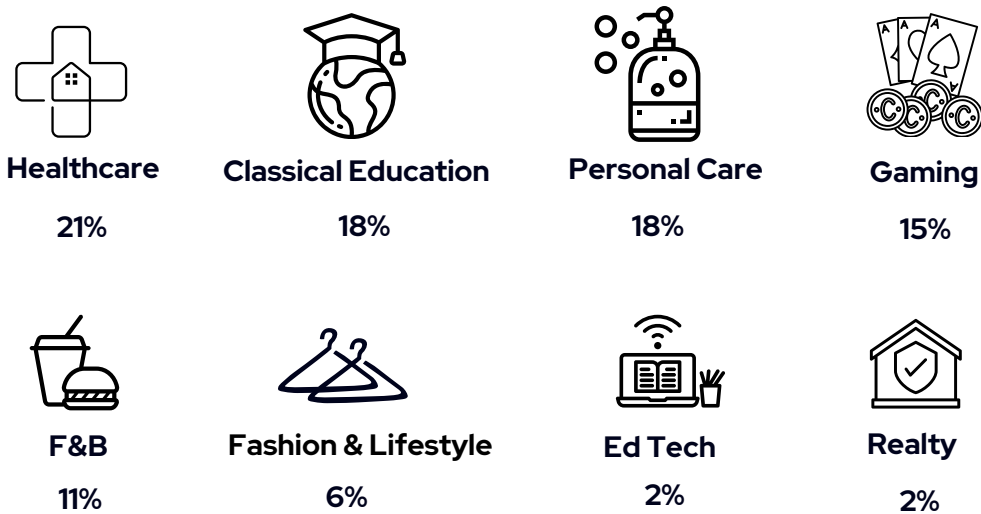 Healthcare
21%
Classical Education
18%
Personal Care
18%
A A A
A
C C C C
Gaming
15%
F&B
11%
Fashion & Lifestyle
6%
Ed Tech
2%
Realty
2%